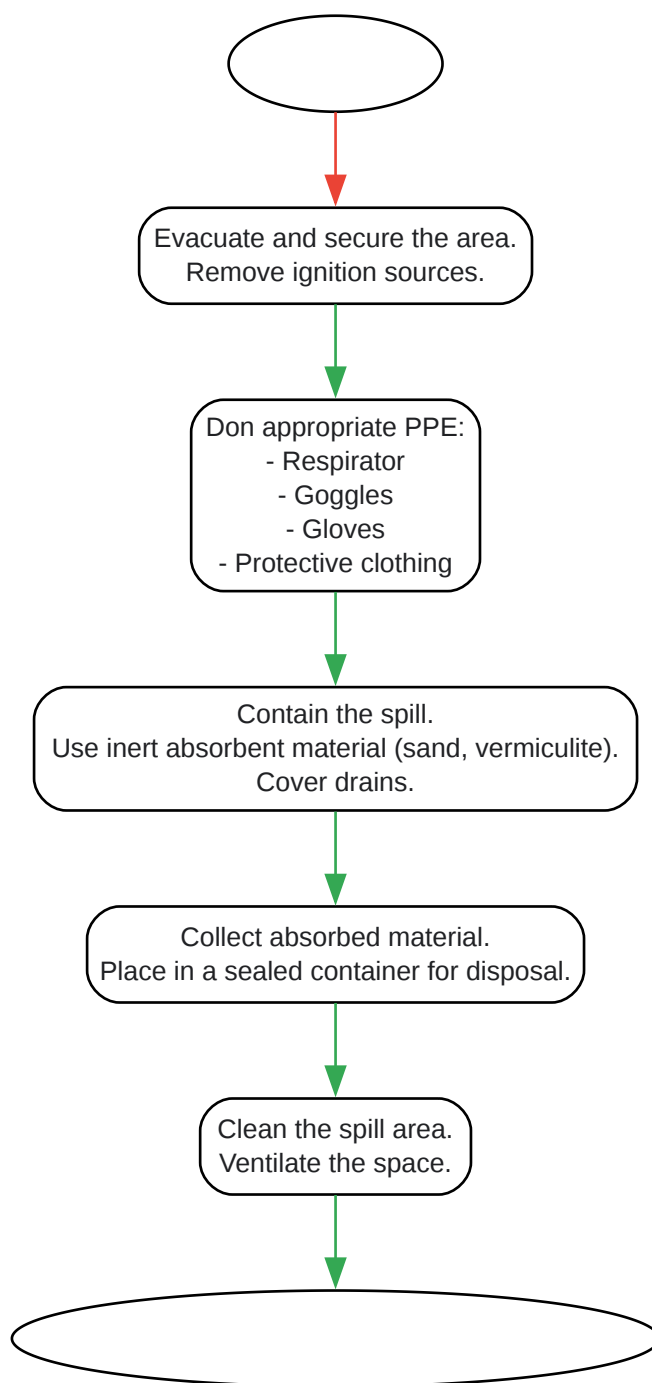 Evacuate and secure the area.
Remove ignition sources.
Don appropriate PPE:
- Respirator
- Goggles
- Gloves
- Protective clothing
Contain the spill.
Use inert absorbent material (sand, vermiculite).
Cover drains.
Collect absorbed material.
Place in a sealed container for disposal.
Clean the spill area.
Ventilate the space.